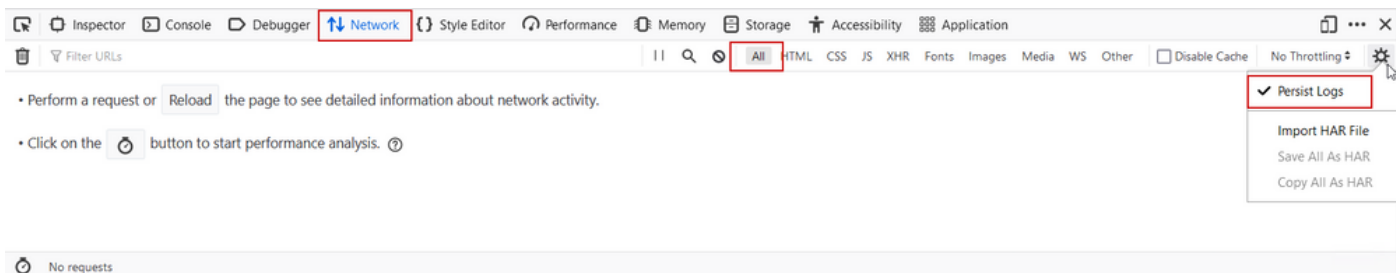 Inspector Console Debugger Network Style Editor Performance Memory Storage Accessibility Application
Filter URLs All HTML CSS JS XHR Fonts Images Media WS Other Disable Cache No Throttling
Persist Logs
• Perform a request or Reload the page to see detailed information about network activity.
Import HAR File
• Click on the button to start performance analysis.
Save All As HAR
Copy All As HAR
No requests